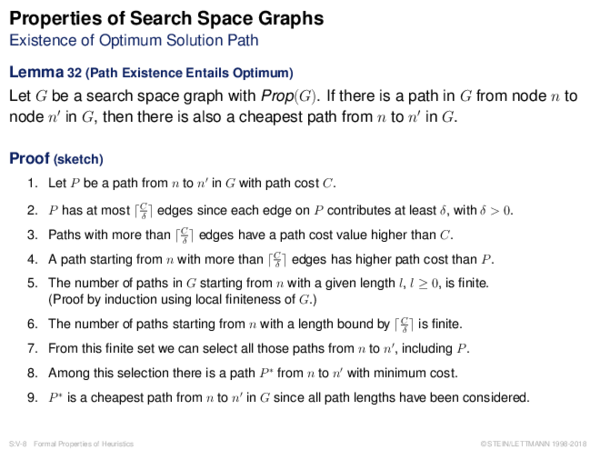 Properties of Search Space Graphs
Existence of Optimum Solution Path
Lemma 32 (Path Existence Entails Optimum)
Let G be a search space graph with Prop(G). If there is a path in G from node n to
node n′ in G, then there is also a cheapest path from n to n′ in G.
Proof (sketch)
1. Let P be a path from n to n′ in G with path cost C.
2. P has at most ⌈C/δ⌉ edges since each edge on P contributes at least δ, with δ > 0.
3. Paths with more than ⌈C/δ⌉ edges have a path cost value higher than C.
4. A path starting from n with more than ⌈C/δ⌉ edges has higher path cost than P.
5. The number of paths in G starting from n with a given length l, l ≥ 0, is finite.
(Proof by induction using local finiteness of G.)
6. The number of paths starting from n with a length bound by ⌈C/δ⌉ is finite.
7. From this finite set we can select all those paths from n to n′, including P.
8. Among this selection there is a path P* from n to n′ with minimum cost.
9. P* is a cheapest path from n to n′ in G since all path lengths have been considered.
S:V-8 Formal Properties of Heuristics
© STEIN/LETTMANN 1998-2018